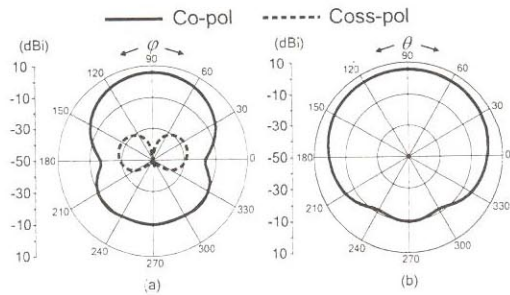 Co-pol Coss-pol
(dBi) φ (dBi) θ
10 120 90 60 10 120 90 60
-10 150 30 -10 150 30
-30 -30
-50 180 0 -50 180 0
-30 -30
-10 210 330 -10 210 330
10 240 270 300 10 240 270 300
(a) (b)